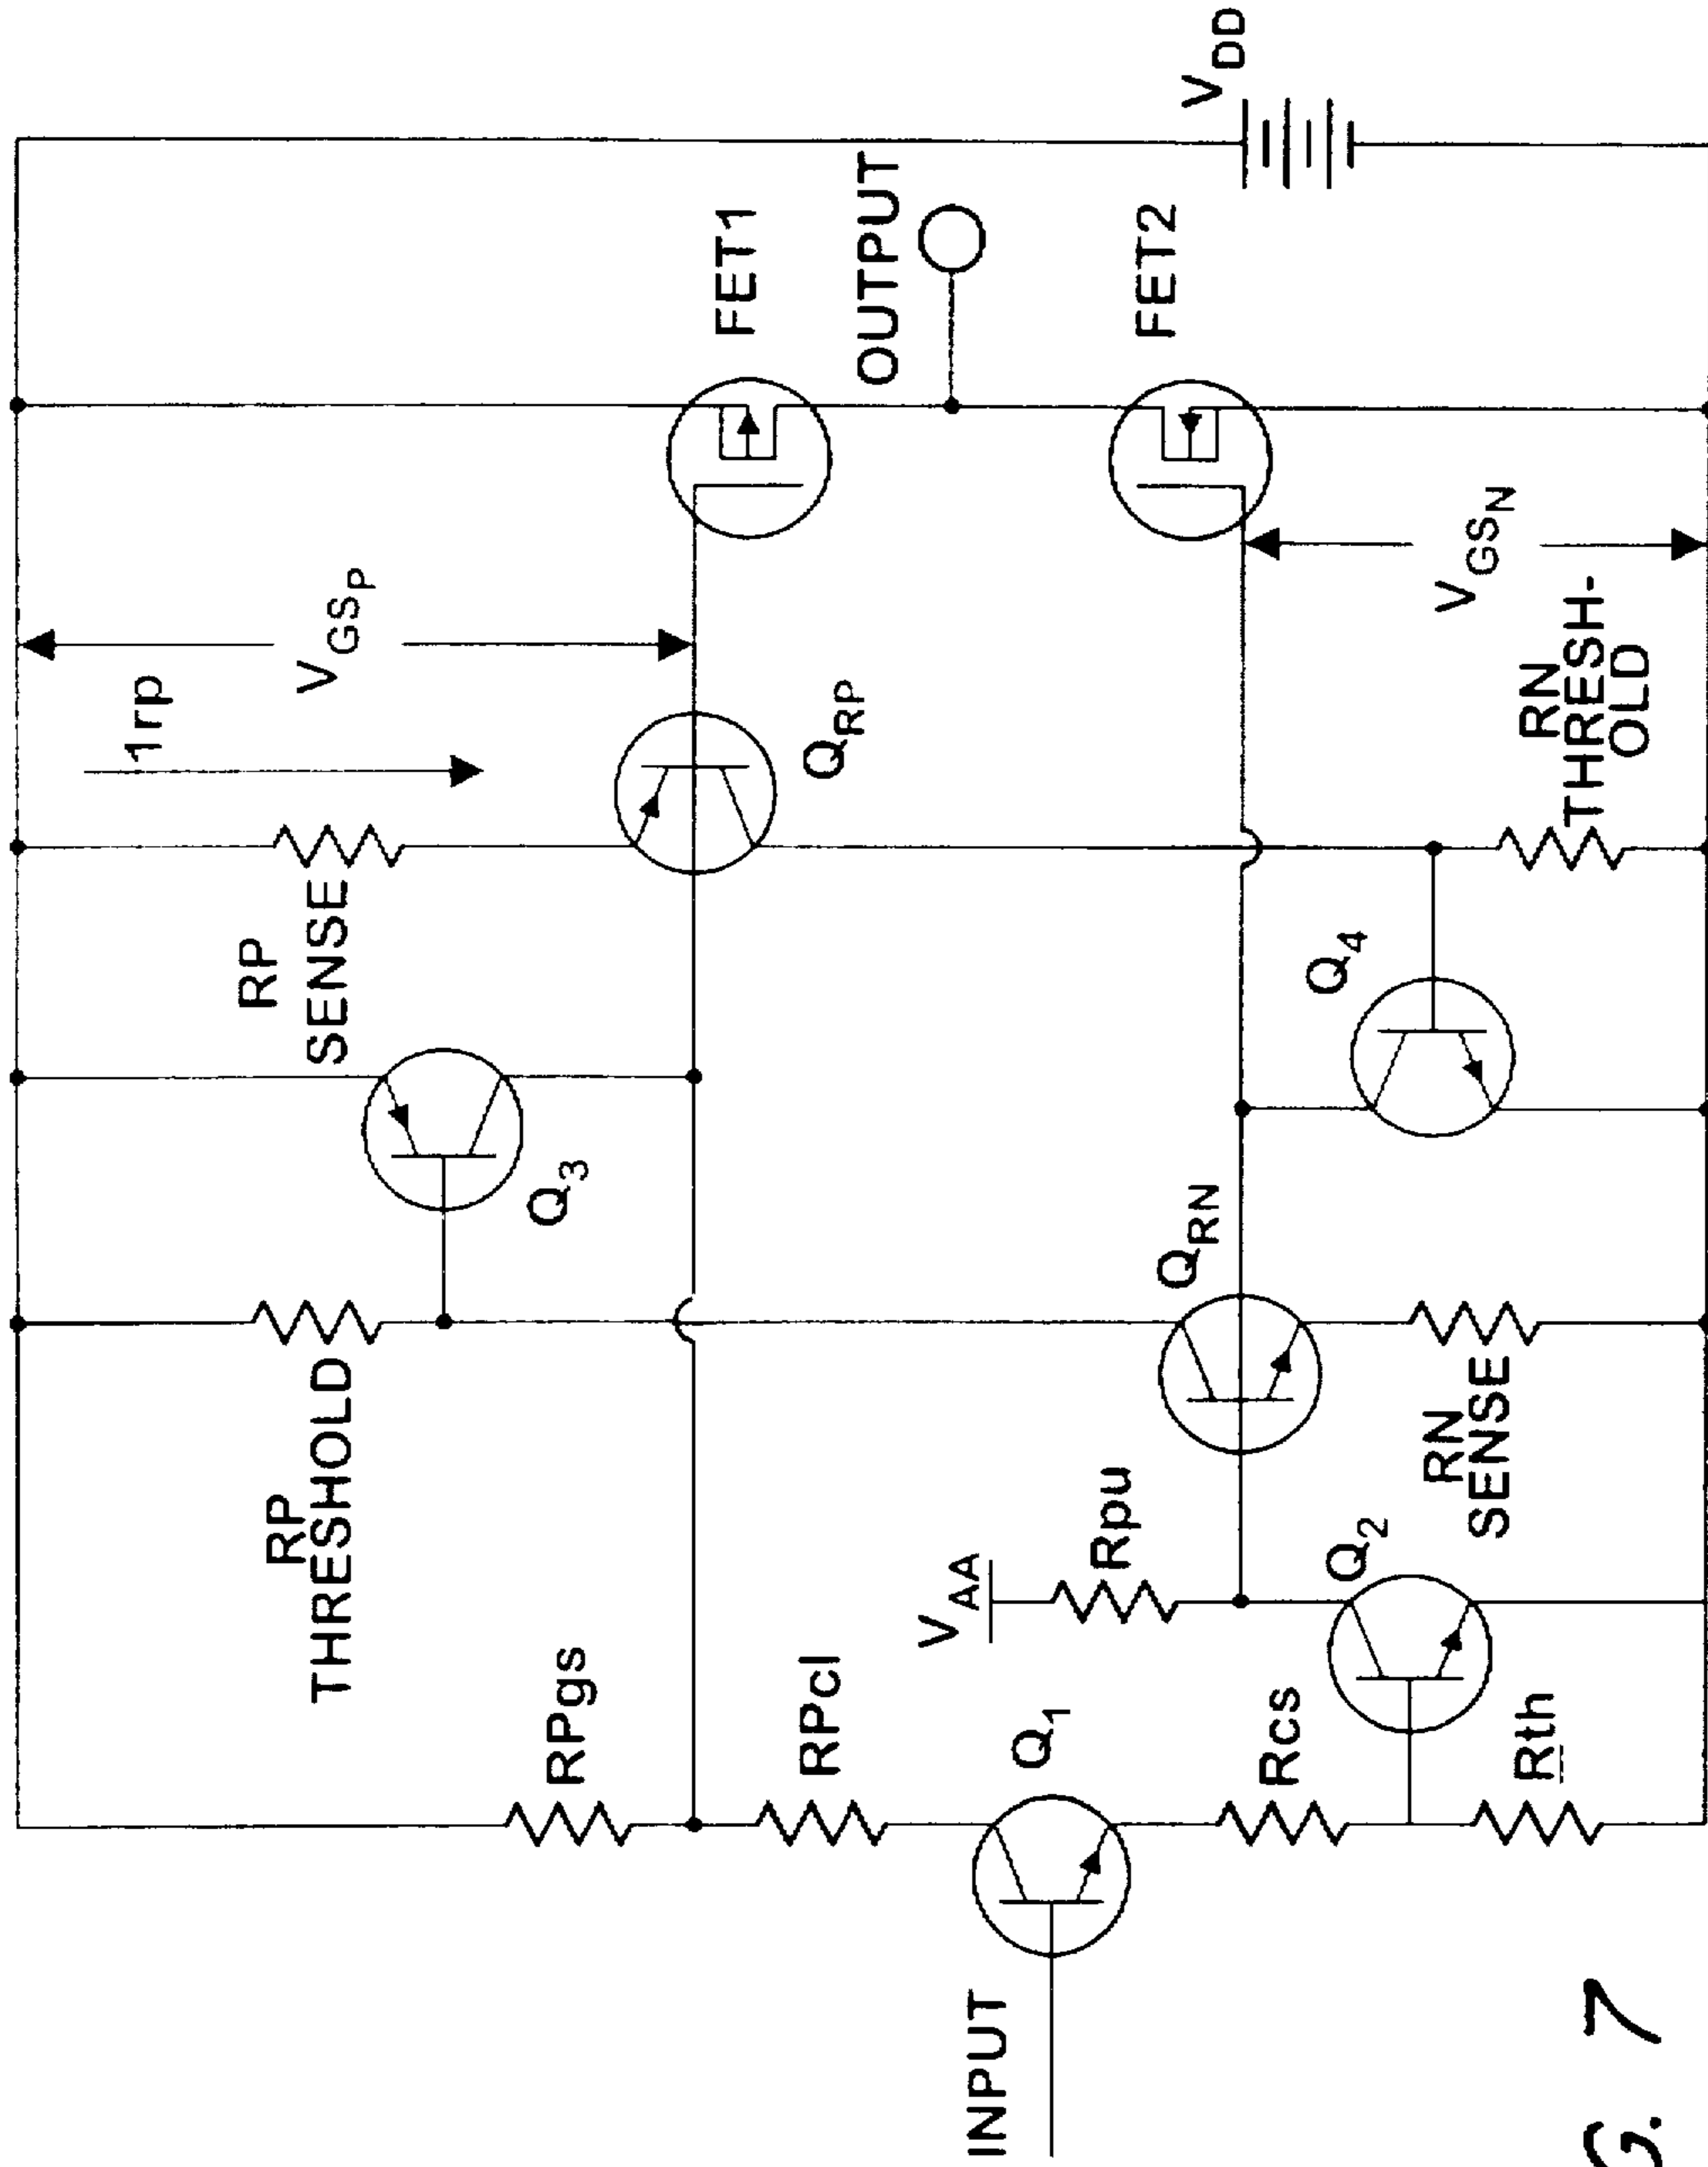 RP
THRESHOLD
RPgs
RPcl
Q1
INPUT
Rcs
Rth
VAA
Rpu
Q2
RN
SENSE
QRN
Q3
RP
SENSE
Q4
1rp
VGSP
QRP
RN
THRESH-
OLD
VGSN
FET1
OUTPUT
FET2
VDD
G. 7